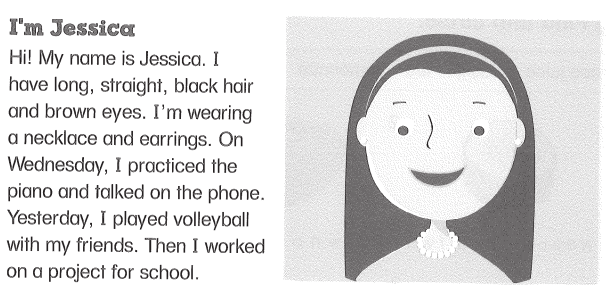 I'm Jessica
Hi! My name is Jessica. I
have long, straight, black hair
and brown eyes. I'm wearing
a necklace and earrings. On
Wednesday, I practiced the
piano and talked on the phone.
Yesterday, I played volleyball
with my friends. Then I worked
on a project for school.